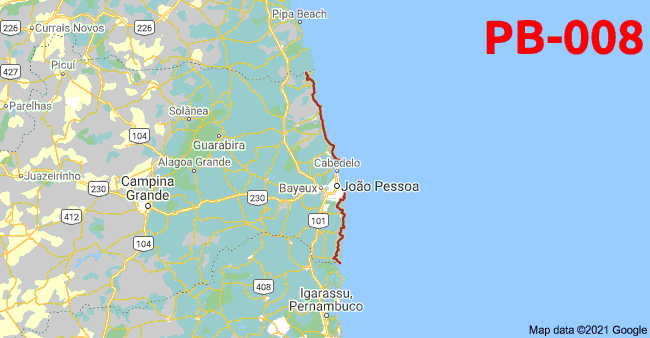 Pipa Beach
PB-008
226
Currais Novos
226
427
Picuí
Parelhas
Solânea
104
Guarabira
Alagoa Grande
Cabedelo
Juazeirinho
230
Campina
Grande
Bayeux
João Pessoa
230
412
101
104
408
Igarassu,
Pernambuco
Map data ©2021 Google